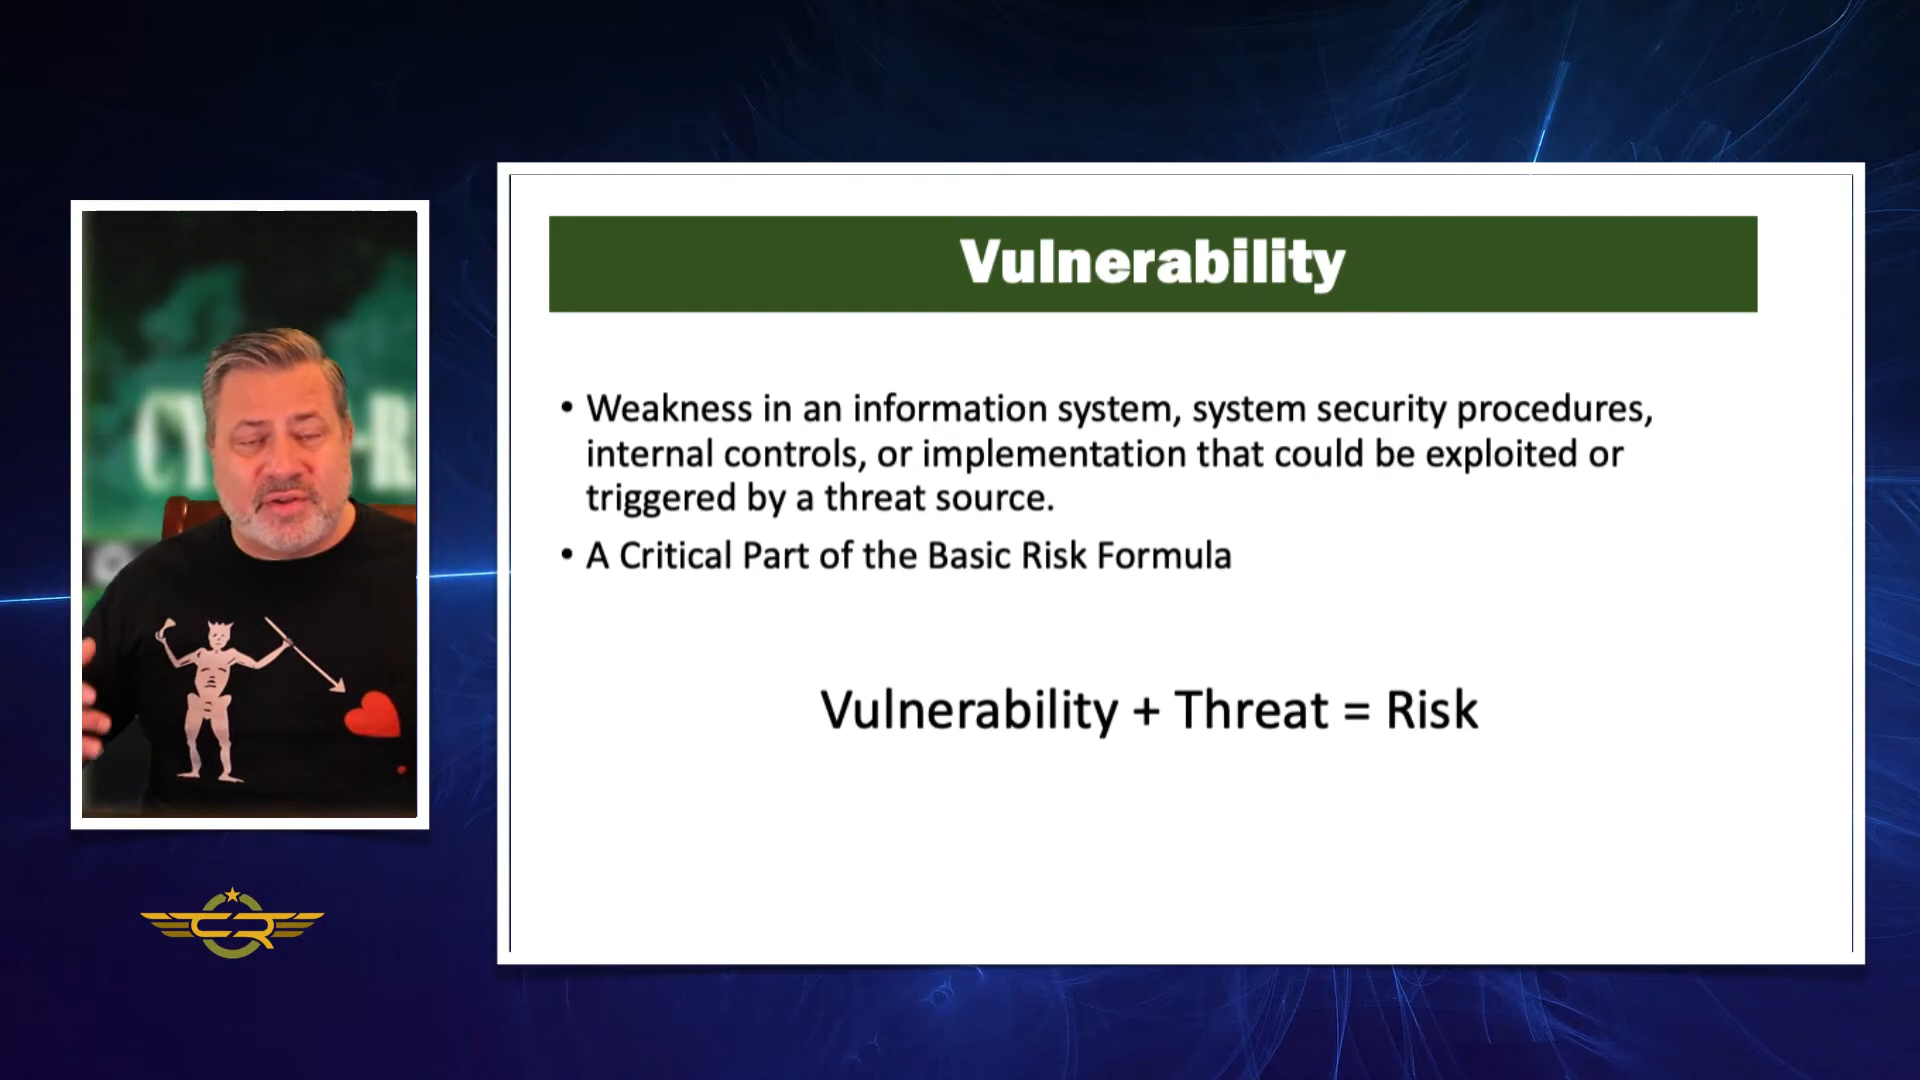 Vulnerability
• Weakness in an information system, system security procedures,
internal controls, or implementation that could be exploited or
triggered by a threat source.
• A Critical Part of the Basic Risk Formula
Vulnerability + Threat = Risk
CR